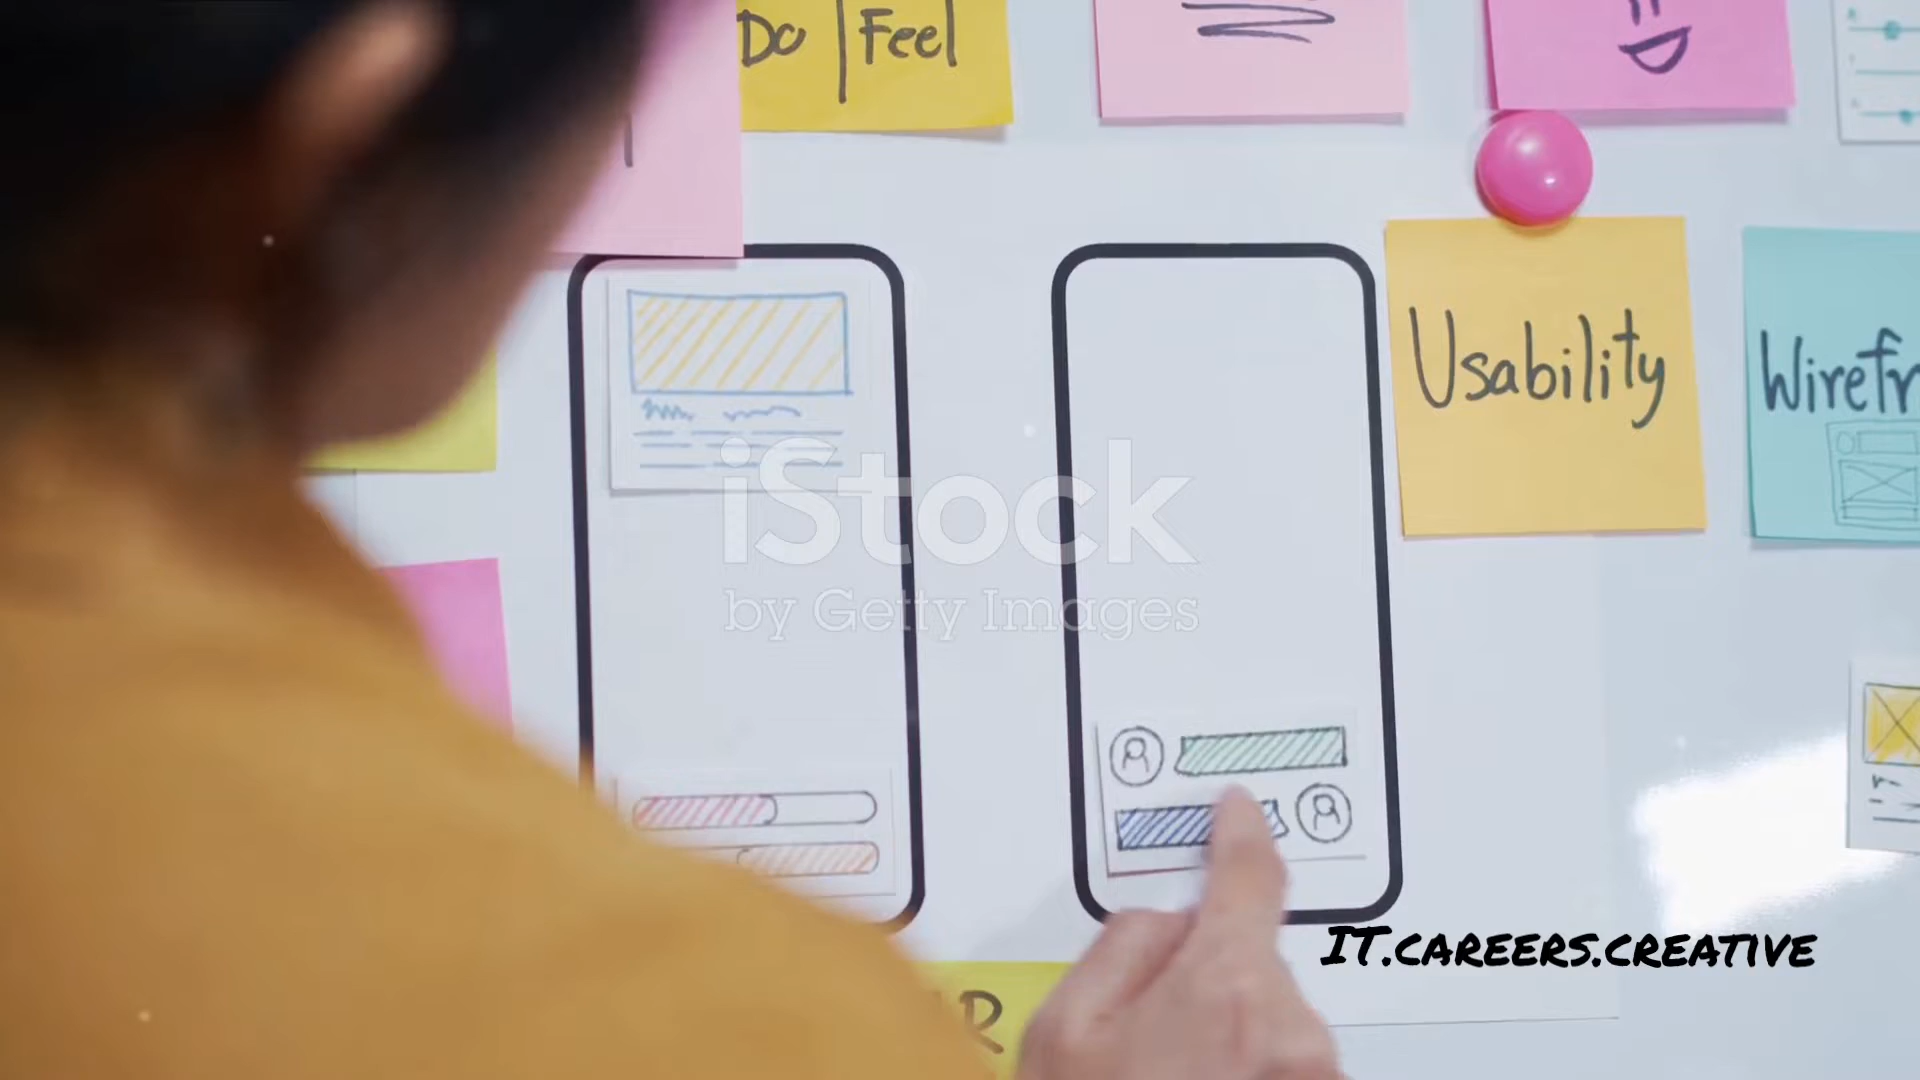 Do | Feel
Usability
Wirefr
iStock
by Getty Images
IT.CAREERS.CREATIVE
R